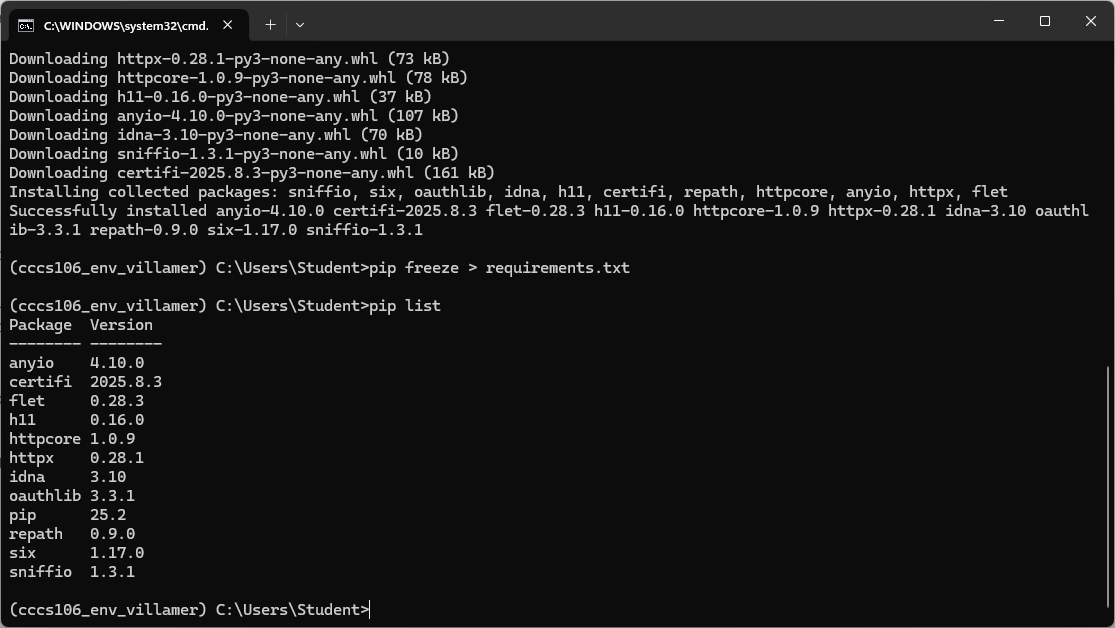 C:\WINDOWS\system32\cmd.
Downloading httpx-0.28.1-py3-none-any.whl (73 kB)
Downloading httpcore-1.0.9-py3-none-any.whl (78 kB)
Downloading h11-0.16.0-py3-none-any.whl (37 kB)
Downloading anyio-4.10.0-py3-none-any.whl (107 kB)
Downloading idna-3.10-py3-none-any.whl (70 kB)
Downloading sniffio-1.3.1-py3-none-any.whl (10 kB)
Downloading certifi-2025.8.3-py3-none-any.whl (161 kB)
Installing collected packages: sniffio, six, oauthlib, idna, h11, certifi, repath, httpcore, anyio, httpx, flet
Successfully installed anyio-4.10.0 certifi-2025.8.3 flet-0.28.3 h11-0.16.0 httpcore-1.0.9 httpx-0.28.1 idna-3.10 oauthl
ib-3.3.1 repath-0.9.0 six-1.17.0 sniffio-1.3.1
(cccs106_env_villamer) C:\Users\Student>pip freeze > requirements.txt
(cccs106_env_villamer) C:\Users\Student>pip list
Package  Version
-------- --------
anyio    4.10.0
certifi  2025.8.3
flet     0.28.3
h11      0.16.0
httpcore 1.0.9
httpx    0.28.1
idna     3.10
oauthlib 3.3.1
pip      25.2
repath   0.9.0
six      1.17.0
sniffio  1.3.1
(cccs106_env_villamer) C:\Users\Student>